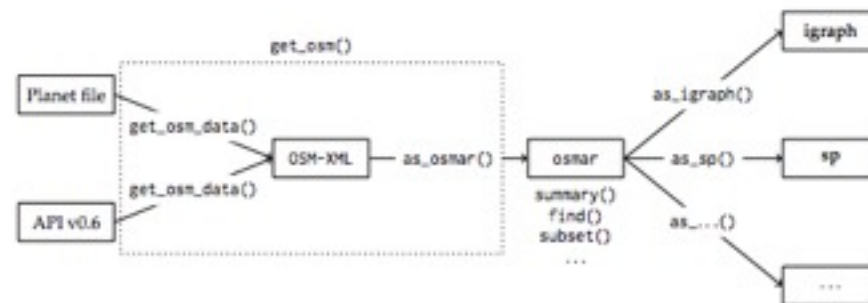 get_osm()
igraph
Planet file
get_osm_data()
as_igraph()
OSM-XML
as_osmar()
osmar
as_sp()
sp
get_osm_data()
summary()
find()
subset()
...
API v0.6
as_...()
...